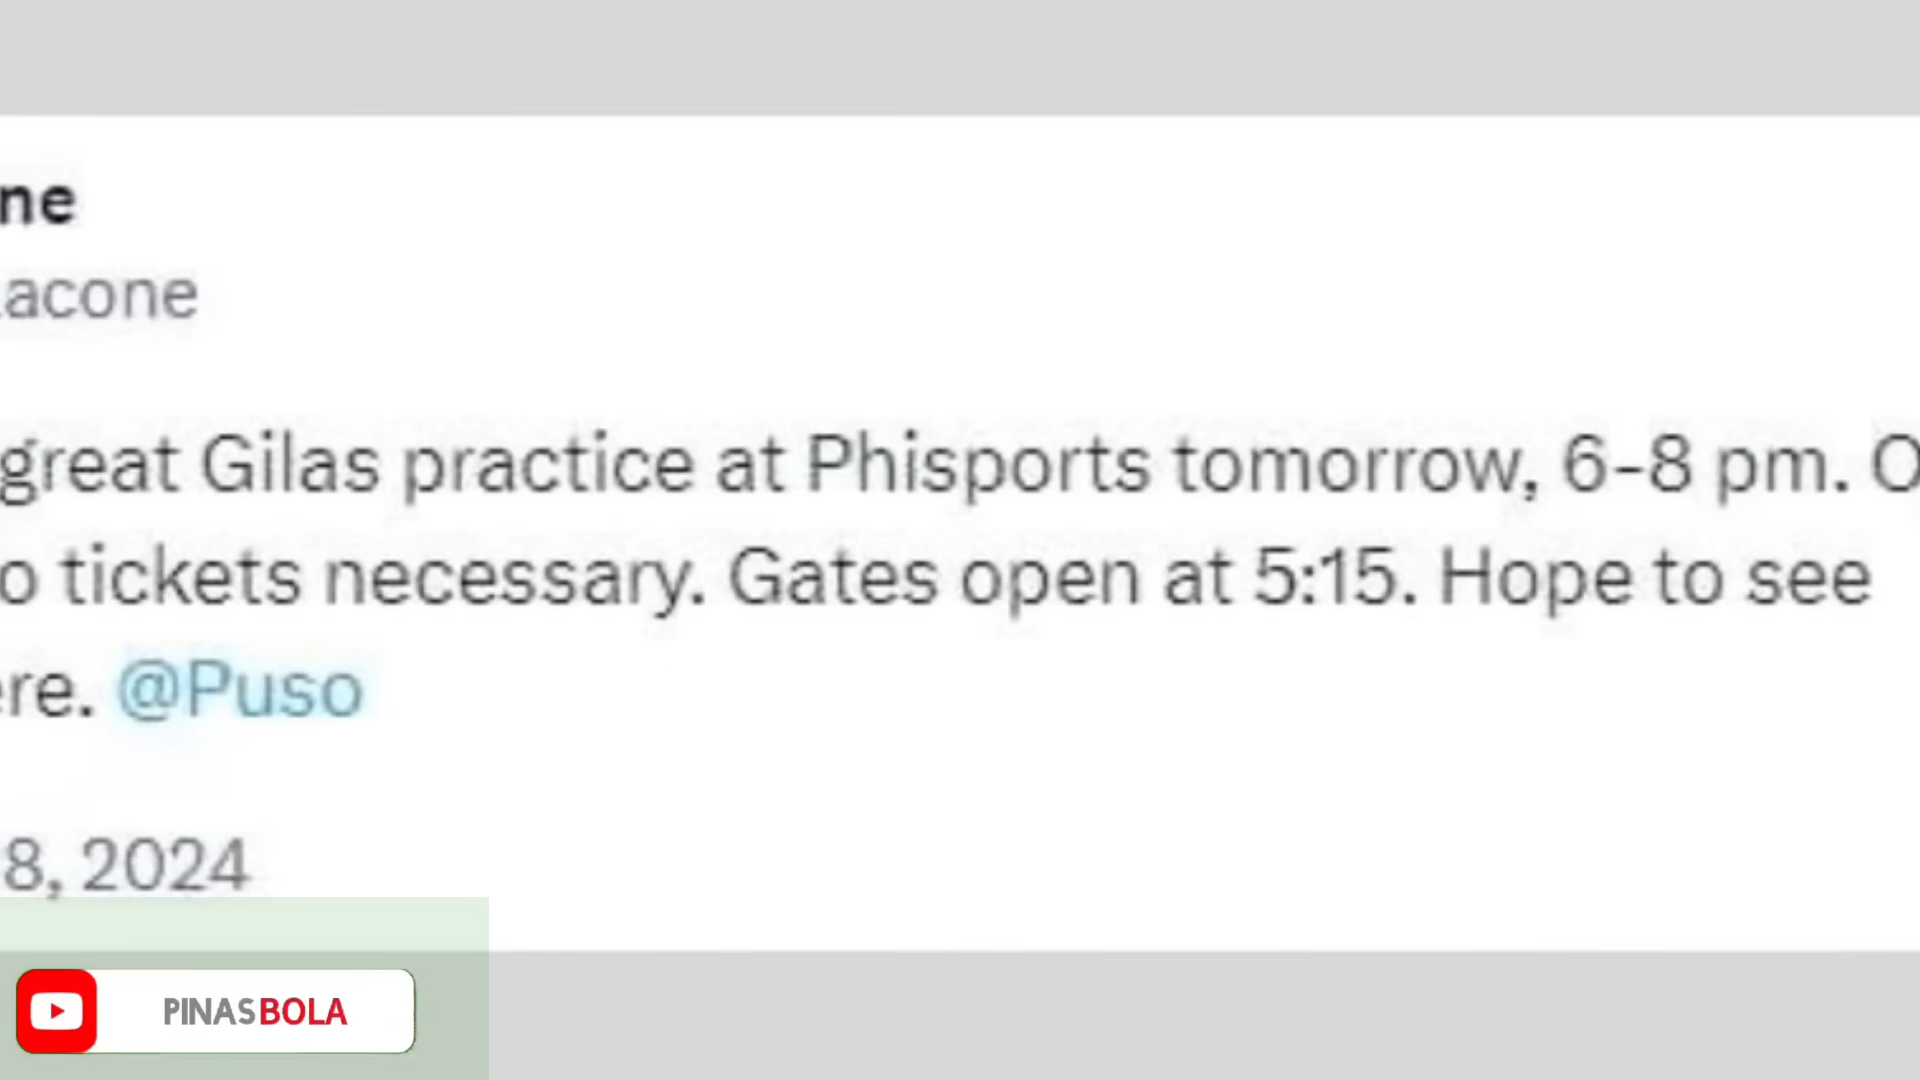 ne
acone
great Gilas practice at Phisports tomorrow, 6-8 pm. O
o tickets necessary. Gates open at 5:15. Hope to see
ere. @Puso
8, 2024
PINASBOLA